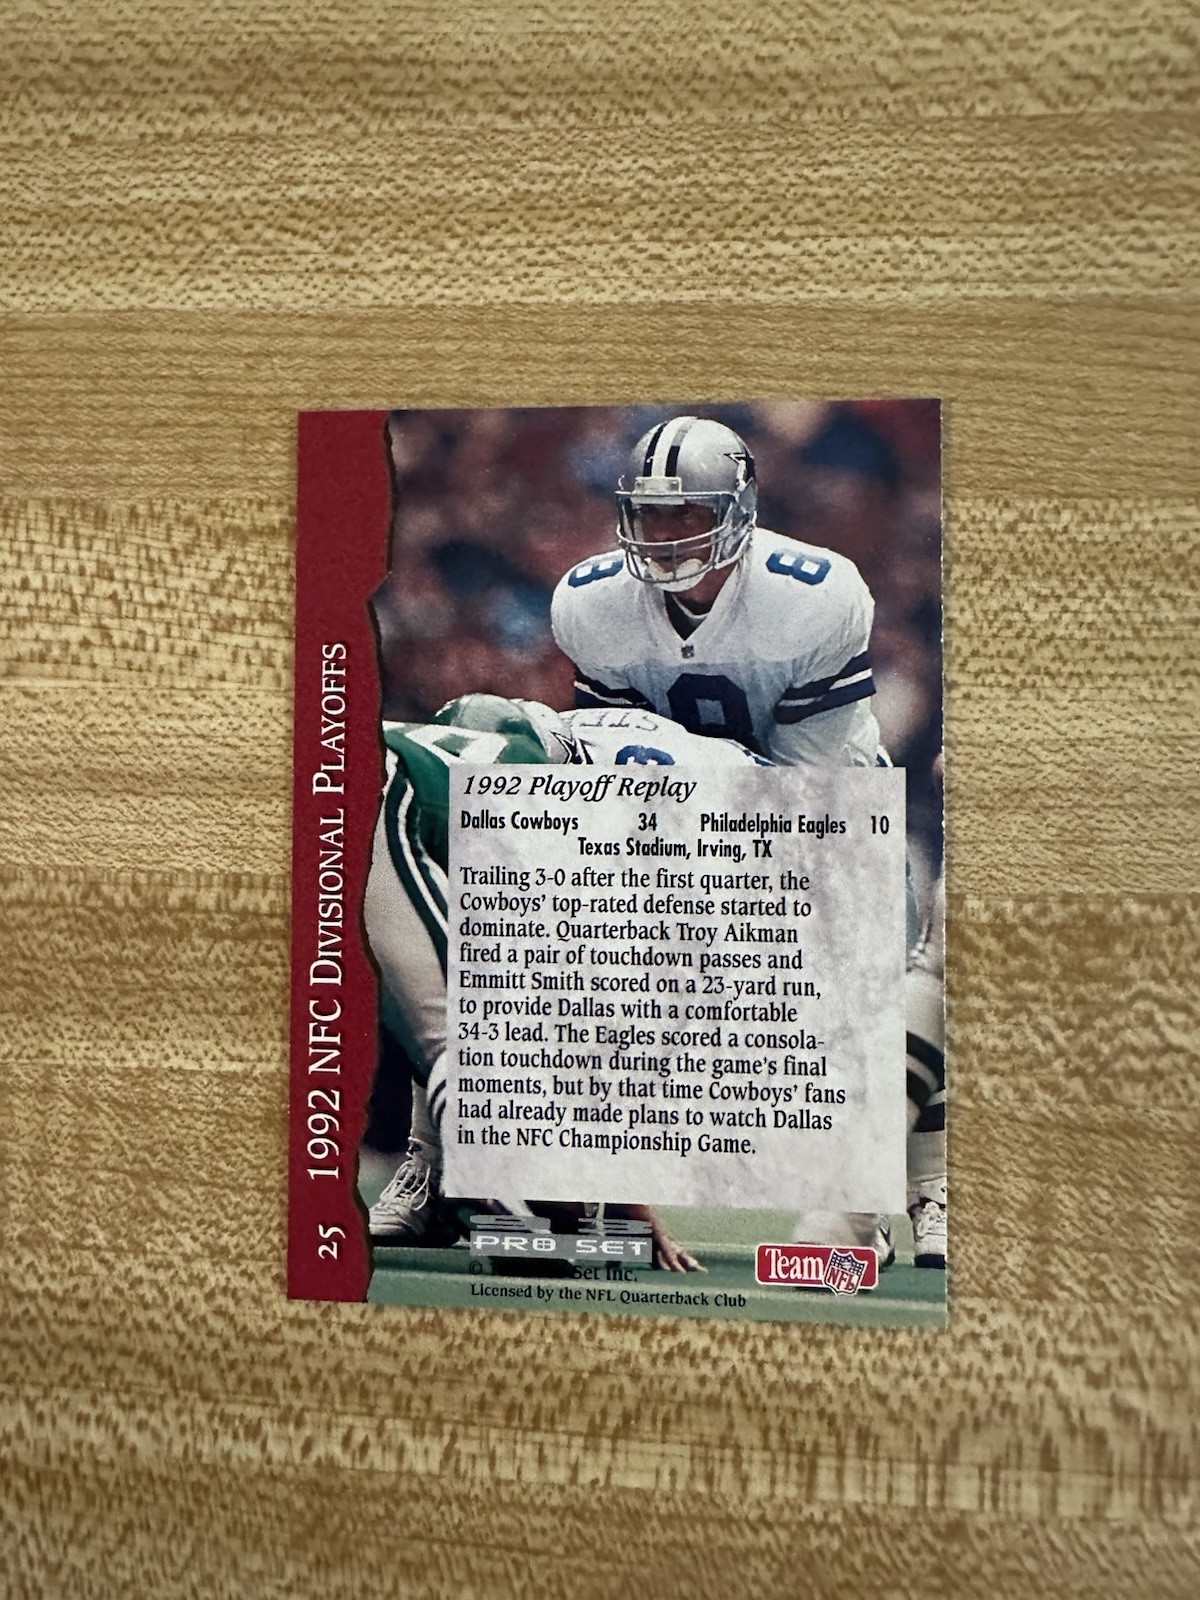 25 1992 NFC DIVISIONAL PLAYOFFS
8 8
8
1992 Playoff Replay
Dallas Cowboys 34 Philadelphia Eagles 10
Texas Stadium, Irving, TX
Trailing 3-0 after the first quarter, the
Cowboys' top-rated defense started to
dominate. Quarterback Troy Aikman
fired a pair of touchdown passes and
Emmitt Smith scored on a 23-yard run,
to provide Dallas with a comfortable
34-3 lead. The Eagles scored a consola-
tion touchdown during the game's final
moments, but by that time Cowboys' fans
had already made plans to watch Dallas
in the NFC Championship Game.
93
PRO SET
© Set Inc.
Licensed by the NFL Quarterback Club
Team NFL